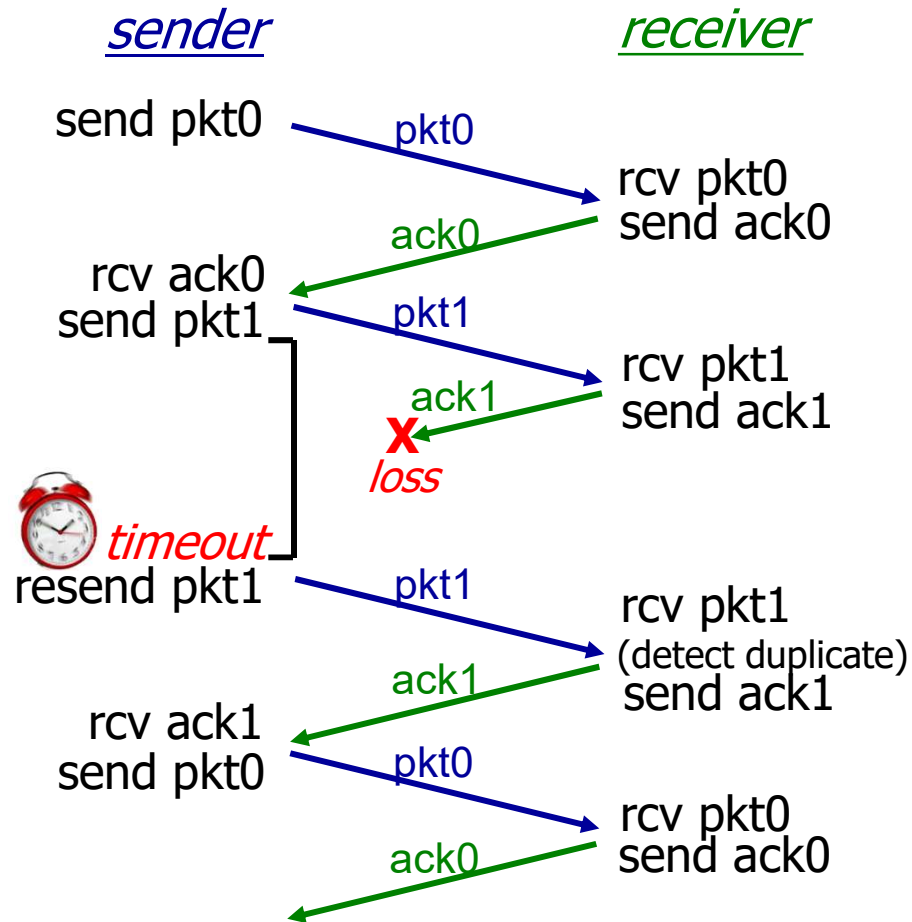 sender
receiver
send pkt0
pkt0
rcv pkt0
send ack0
ack0
rcv ack0
send pkt1
pkt1
rcv pkt1
send ack1
ack1
X
loss
timeout
resend pkt1
pkt1
rcv pkt1
(detect duplicate)
send ack1
ack1
rcv ack1
send pkt0
pkt0
rcv pkt0
send ack0
ack0